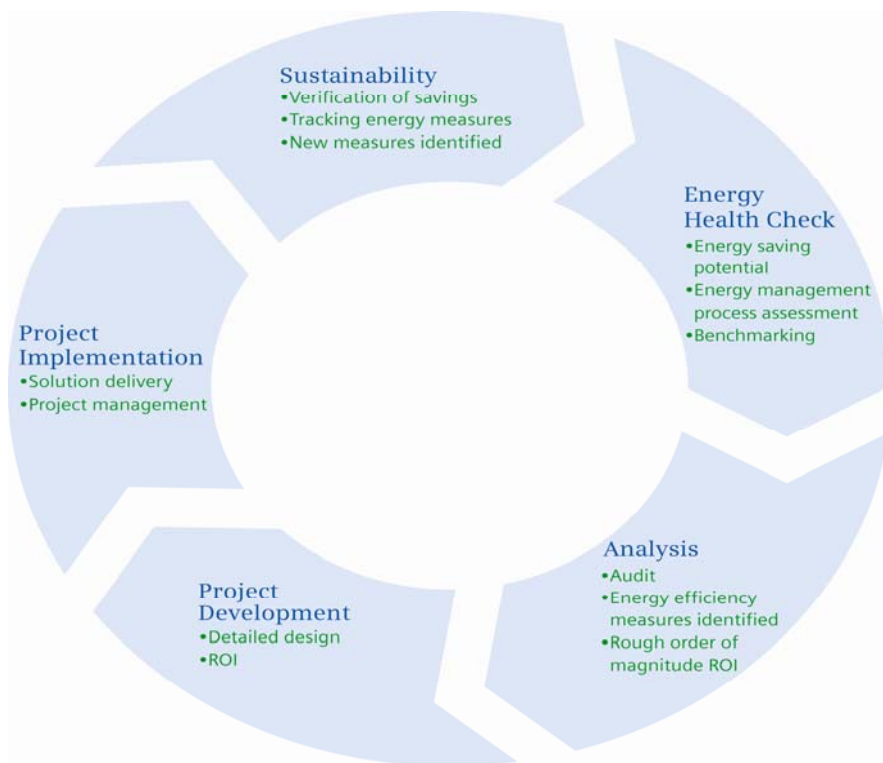 Sustainability
•Verification of savings
•Tracking energy measures
•New measures identified
Energy
Health Check
•Energy saving
potential
•Energy management
process assessment
•Benchmarking
Analysis
•Audit
•Energy efficiency
measures identified
•Rough order of
magnitude ROI
Project
Development
•Detailed design
•ROI
Project
Implementation
•Solution delivery
•Project management